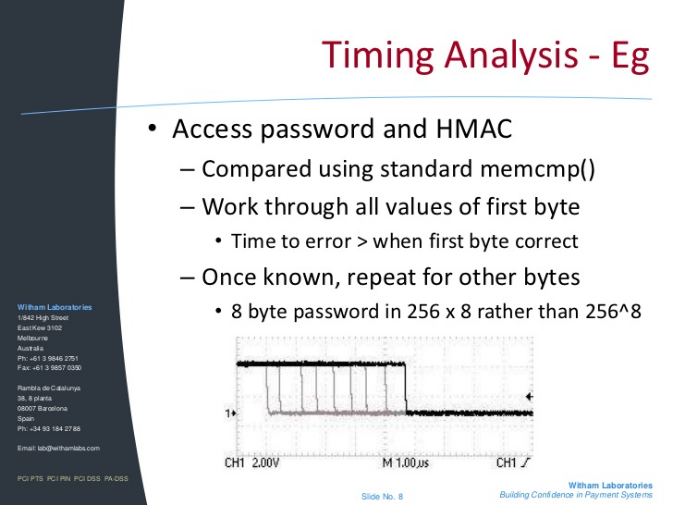 Timing Analysis - Eg
• Access password and HMAC
– Compared using standard memcmp()
– Work through all values of first byte
• Time to error > when first byte correct
– Once known, repeat for other bytes
• 8 byte password in 256 x 8 rather than 256^8
Witham Laboratories
1/842 High Street
East Kew 3102
Melbourne
Australia
Ph: +61 3 9846 2751
Fax: +61 3 9857 0350
Rambla de Catalunya
38, 8 planta
08007 Barcelona
Spain
Ph: +34 93 184 27 88
Email: lab@withamlabs.com
PCI PTS PCI PIN PCI DSS PA-DSS
1
CH1 2.00V
M 1.00µs
CH1
Slide No. 8
Witham Laboratories
Building Confidence in Payment Systems